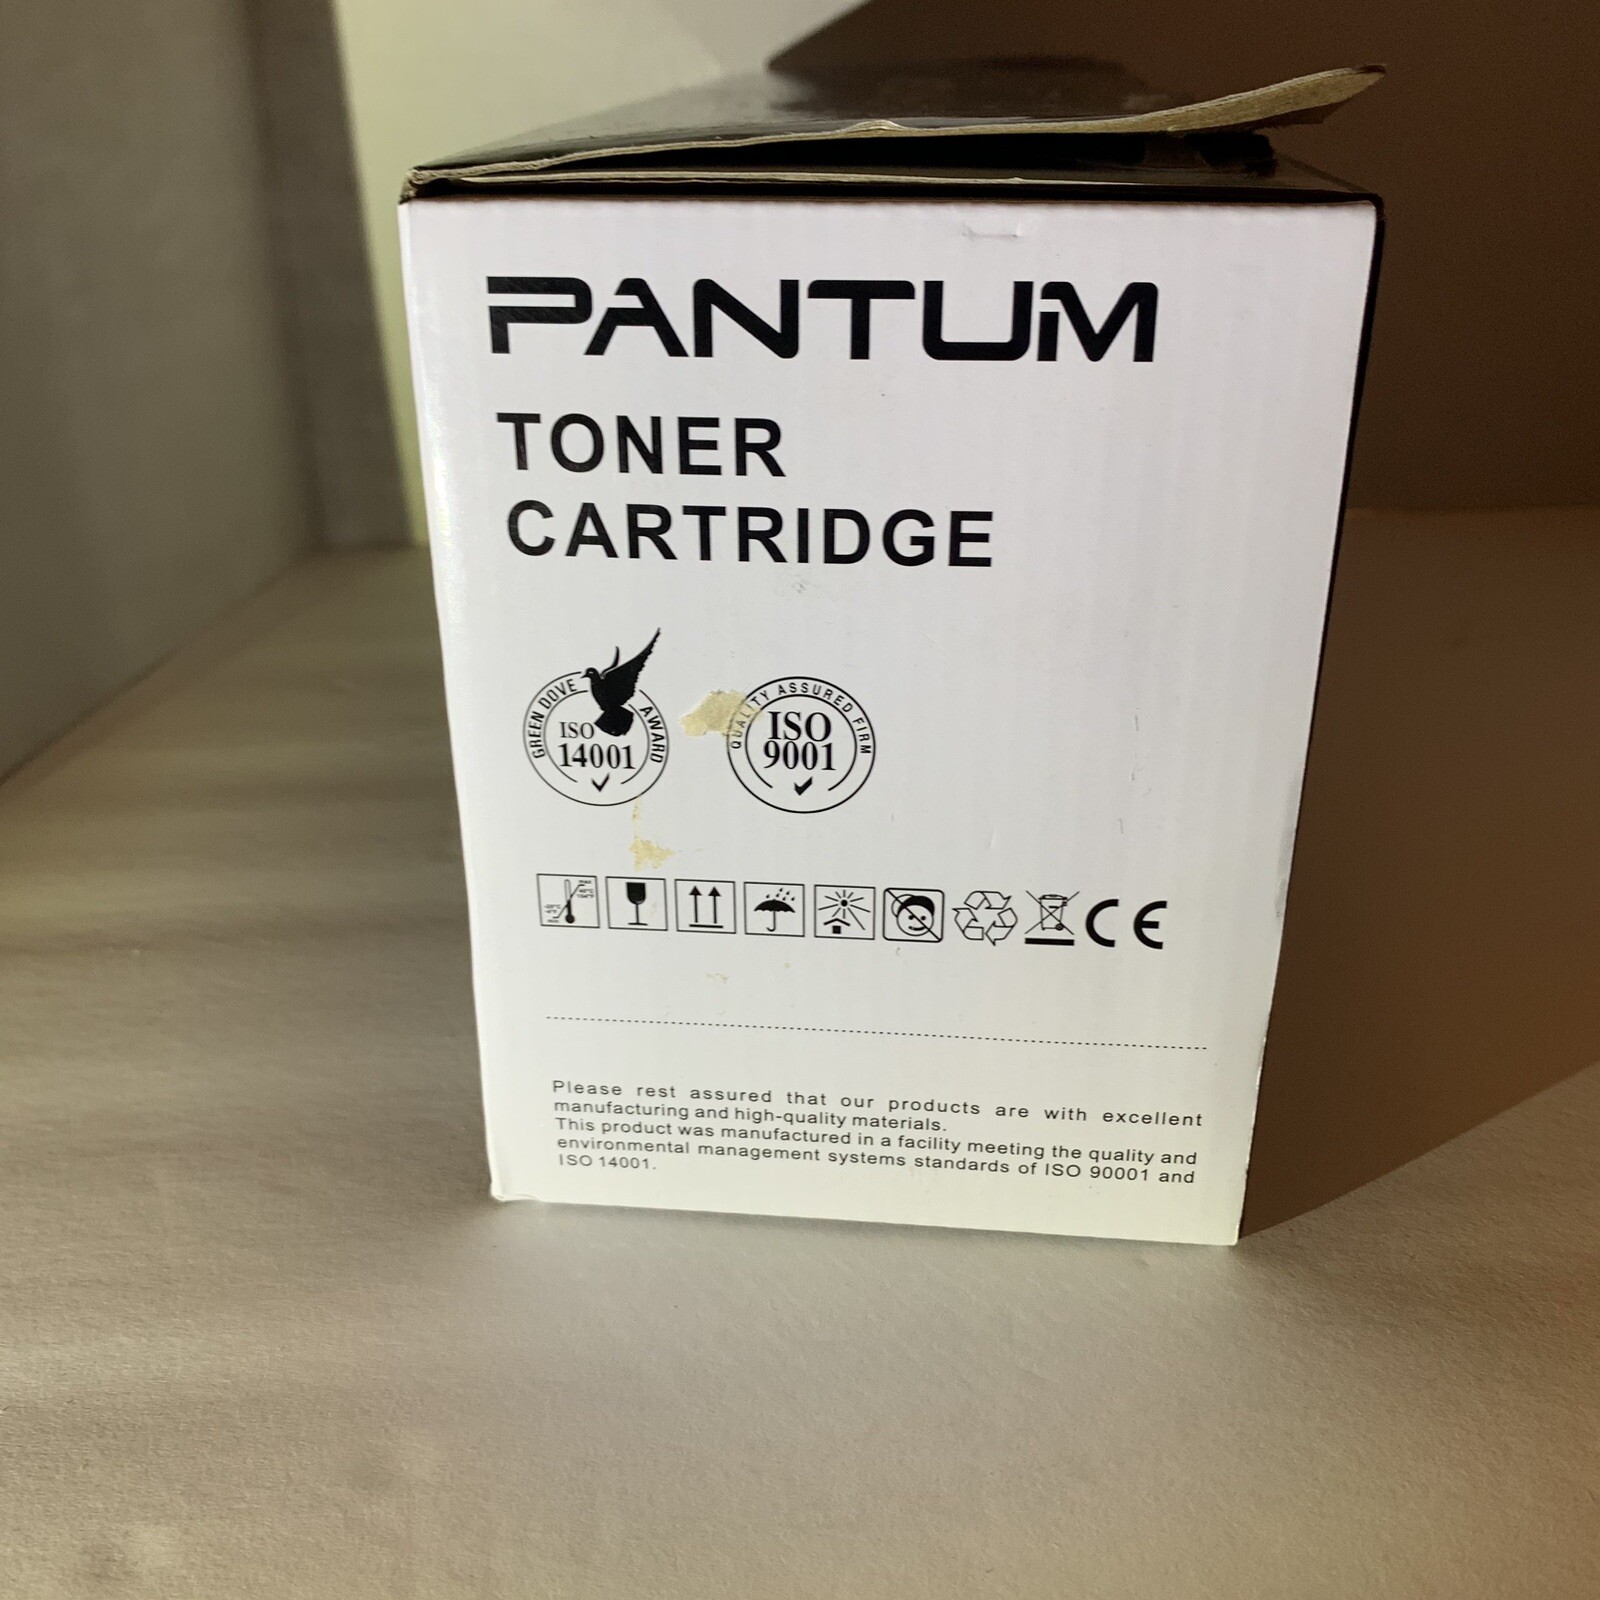 PANTUM
TONER
CARTRIDGE
GREEN DOVE AWARD
ISO
14001
QUALITY ASSURED FIRM
ISO
9001
CE
Please rest assured that our products are with excellent
manufacturing and high-quality materials.
This product was manufactured in a facility meeting the quality and
environmental management systems standards of ISO 90001 and
ISO 14001.